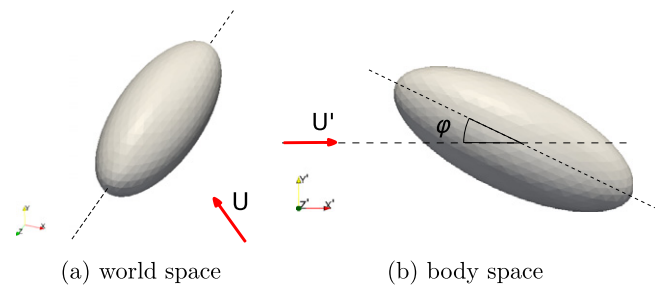 U'
φ
U
Y
X
Z
Y'
Z'
X'
(a) world space
(b) body space